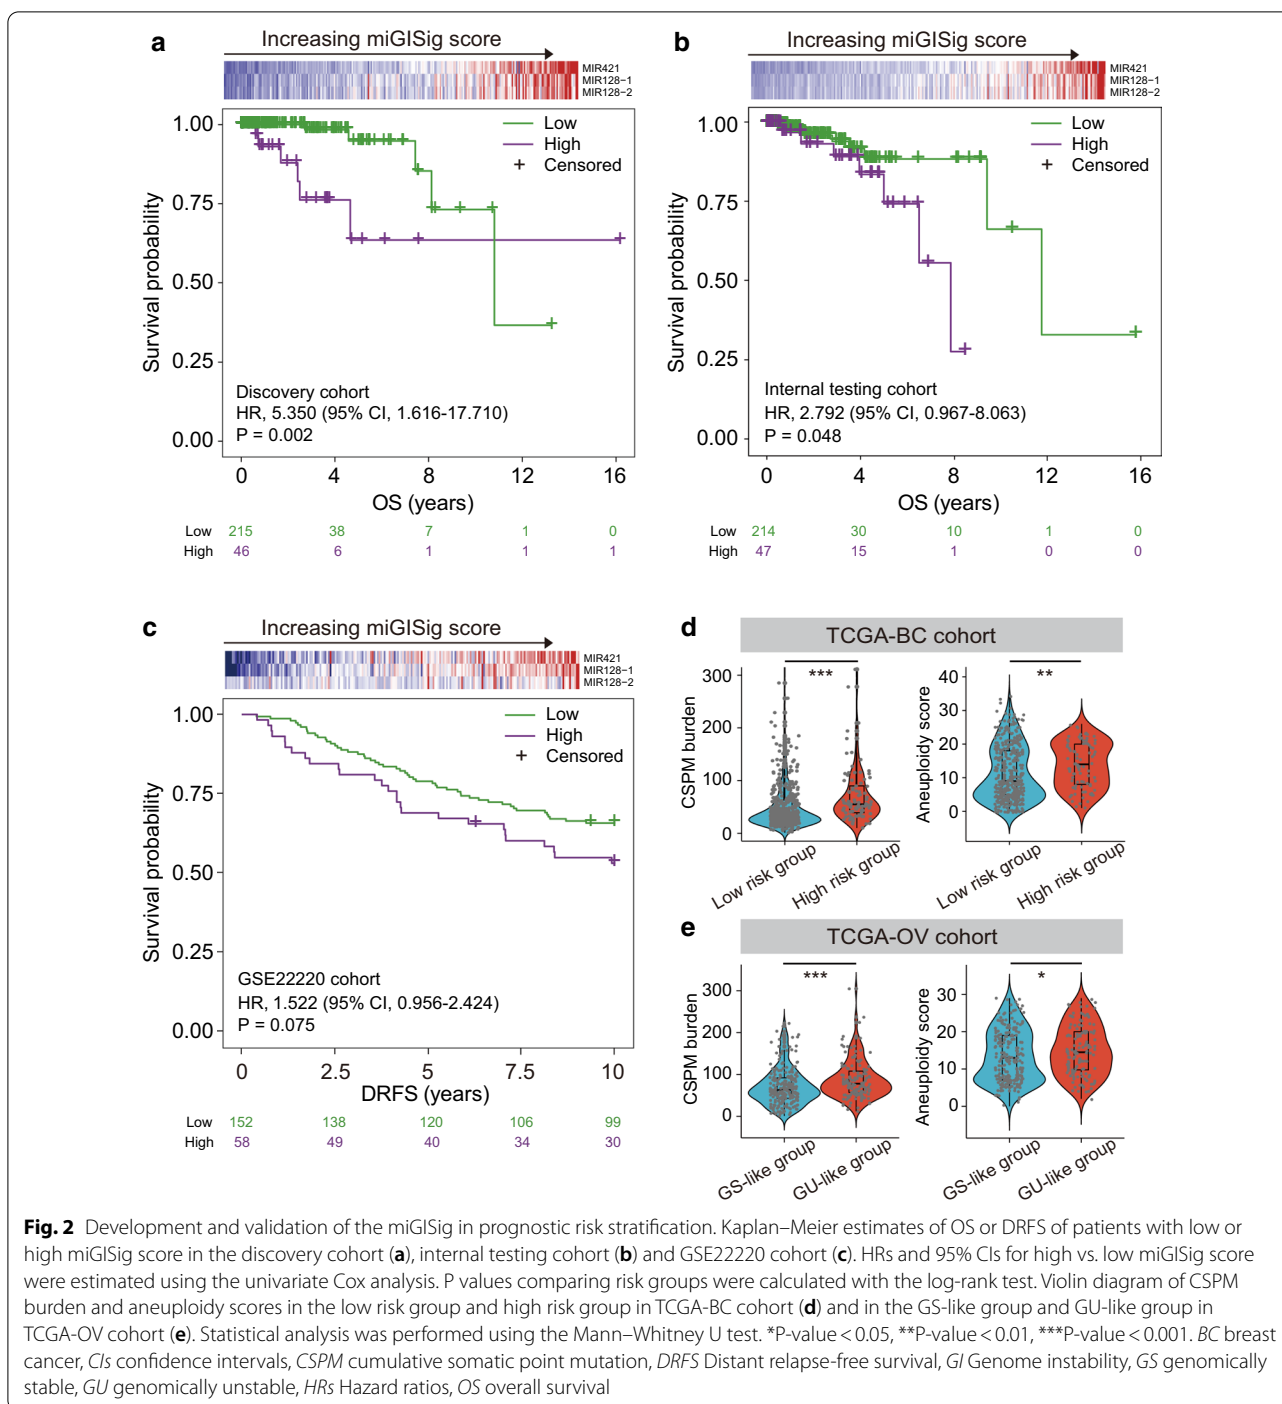 a
Increasing miGISig score
MIR421
MIR128−1
MIR128−2
Low
High
Censored
1.00
0.75
0.50
0.25
0.00
Survival probability
Discovery cohort
HR, 5.350 (95% CI, 1.616-17.710)
P = 0.002
0 4 8 12 16
OS (years)
Low 215 38 7 1 0
High 46 6 1 1 1
b
Increasing miGISig score
MIR421
MIR128−1
MIR128−2
Low
High
Censored
1.00
0.75
0.50
0.25
0.00
Survival probability
Internal testing cohort
HR, 2.792 (95% CI, 0.967-8.063)
P = 0.048
0 4 8 12 16
OS (years)
Low 214 30 10 1 0
High 47 15 1 0 0
c
Increasing miGISig score
MIR421
MIR128−1
MIR128−2
Low
High
Censored
1.00
0.75
0.50
0.25
0.00
Survival probability
GSE22220 cohort
HR, 1.522 (95% CI, 0.956-2.424)
P = 0.075
0 2.5 5 7.5 10
DRFS (years)
Low 152 138 120 106 99
High 58 49 40 34 30
d
TCGA-BC cohort
CSPM burden
300
200
100
0
***
Low risk group
High risk group
Aneuploidy score
40
30
20
10
0
**
Low risk group
High risk group
e
TCGA-OV cohort
CSPM burden
300
200
100
0
***
GS-like group
GU-like group
Aneuploidy score
30
20
10
0
*
GS-like group
GU-like group
Fig. 2 Development and validation of the miGISig in prognostic risk stratification. Kaplan–Meier estimates of OS or DRFS of patients with low or
high miGISig score in the discovery cohort (a), internal testing cohort (b) and GSE22220 cohort (c). HRs and 95% CIs for high vs. low miGISig score
were estimated using the univariate Cox analysis. P values comparing risk groups were calculated with the log-rank test. Violin diagram of CSPM
burden and aneuploidy scores in the low risk group and high risk group in TCGA-BC cohort (d) and in the GS-like group and GU-like group in
TCGA-OV cohort (e). Statistical analysis was performed using the Mann–Whitney U test. *P-value < 0.05, **P-value < 0.01, ***P-value < 0.001. BC breast
cancer, CIs confidence intervals, CSPM cumulative somatic point mutation, DRFS Distant relapse-free survival, GI Genome instability, GS genomically
stable, GU genomically unstable, HRs Hazard ratios, OS overall survival